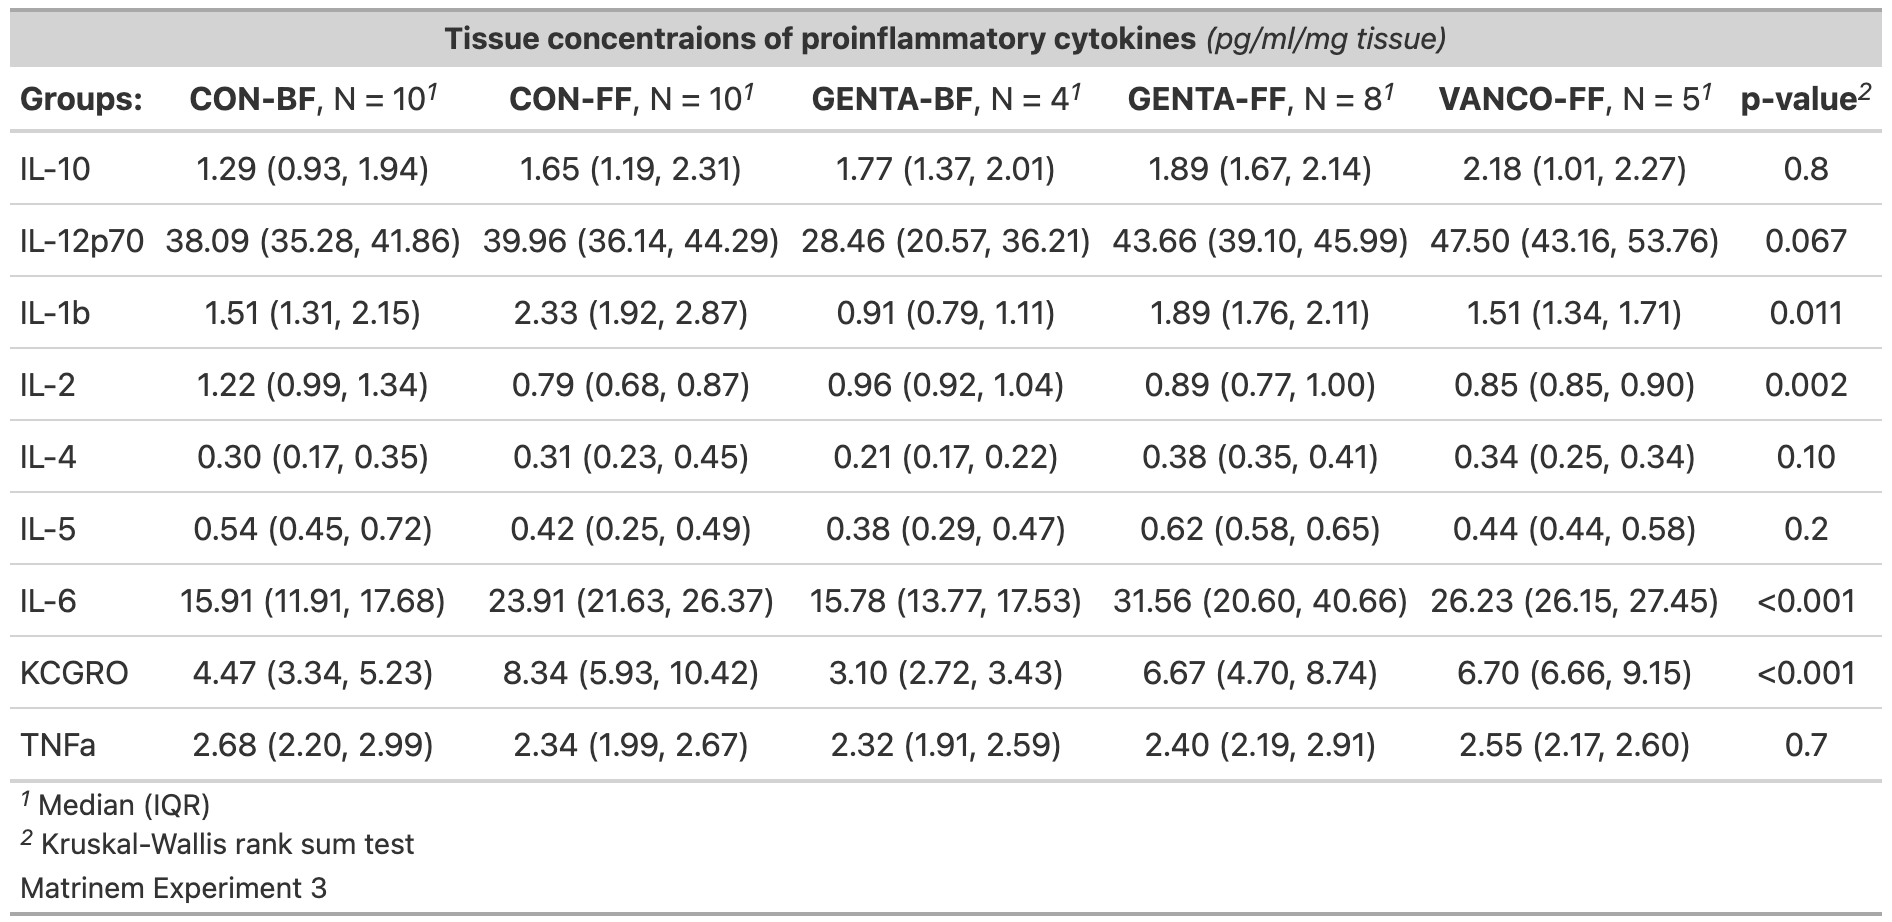 Tissue concentraions of proinflammatory cytokines (pg/ml/mg tissue)
Groups: CON-BF, N = 10¹ CON-FF, N = 10¹ GENTA-BF, N = 4¹ GENTA-FF, N = 8¹ VANCO-FF, N = 5¹ p-value²
IL-10 1.29 (0.93, 1.94) 1.65 (1.19, 2.31) 1.77 (1.37, 2.01) 1.89 (1.67, 2.14) 2.18 (1.01, 2.27) 0.8
IL-12p70 38.09 (35.28, 41.86) 39.96 (36.14, 44.29) 28.46 (20.57, 36.21) 43.66 (39.10, 45.99) 47.50 (43.16, 53.76) 0.067
IL-1b 1.51 (1.31, 2.15) 2.33 (1.92, 2.87) 0.91 (0.79, 1.11) 1.89 (1.76, 2.11) 1.51 (1.34, 1.71) 0.011
IL-2 1.22 (0.99, 1.34) 0.79 (0.68, 0.87) 0.96 (0.92, 1.04) 0.89 (0.77, 1.00) 0.85 (0.85, 0.90) 0.002
IL-4 0.30 (0.17, 0.35) 0.31 (0.23, 0.45) 0.21 (0.17, 0.22) 0.38 (0.35, 0.41) 0.34 (0.25, 0.34) 0.10
IL-5 0.54 (0.45, 0.72) 0.42 (0.25, 0.49) 0.38 (0.29, 0.47) 0.62 (0.58, 0.65) 0.44 (0.44, 0.58) 0.2
IL-6 15.91 (11.91, 17.68) 23.91 (21.63, 26.37) 15.78 (13.77, 17.53) 31.56 (20.60, 40.66) 26.23 (26.15, 27.45) <0.001
KCGRO 4.47 (3.34, 5.23) 8.34 (5.93, 10.42) 3.10 (2.72, 3.43) 6.67 (4.70, 8.74) 6.70 (6.66, 9.15) <0.001
TNFa 2.68 (2.20, 2.99) 2.34 (1.99, 2.67) 2.32 (1.91, 2.59) 2.40 (2.19, 2.91) 2.55 (2.17, 2.60) 0.7
¹ Median (IQR)
² Kruskal-Wallis rank sum test
Matrinem Experiment 3